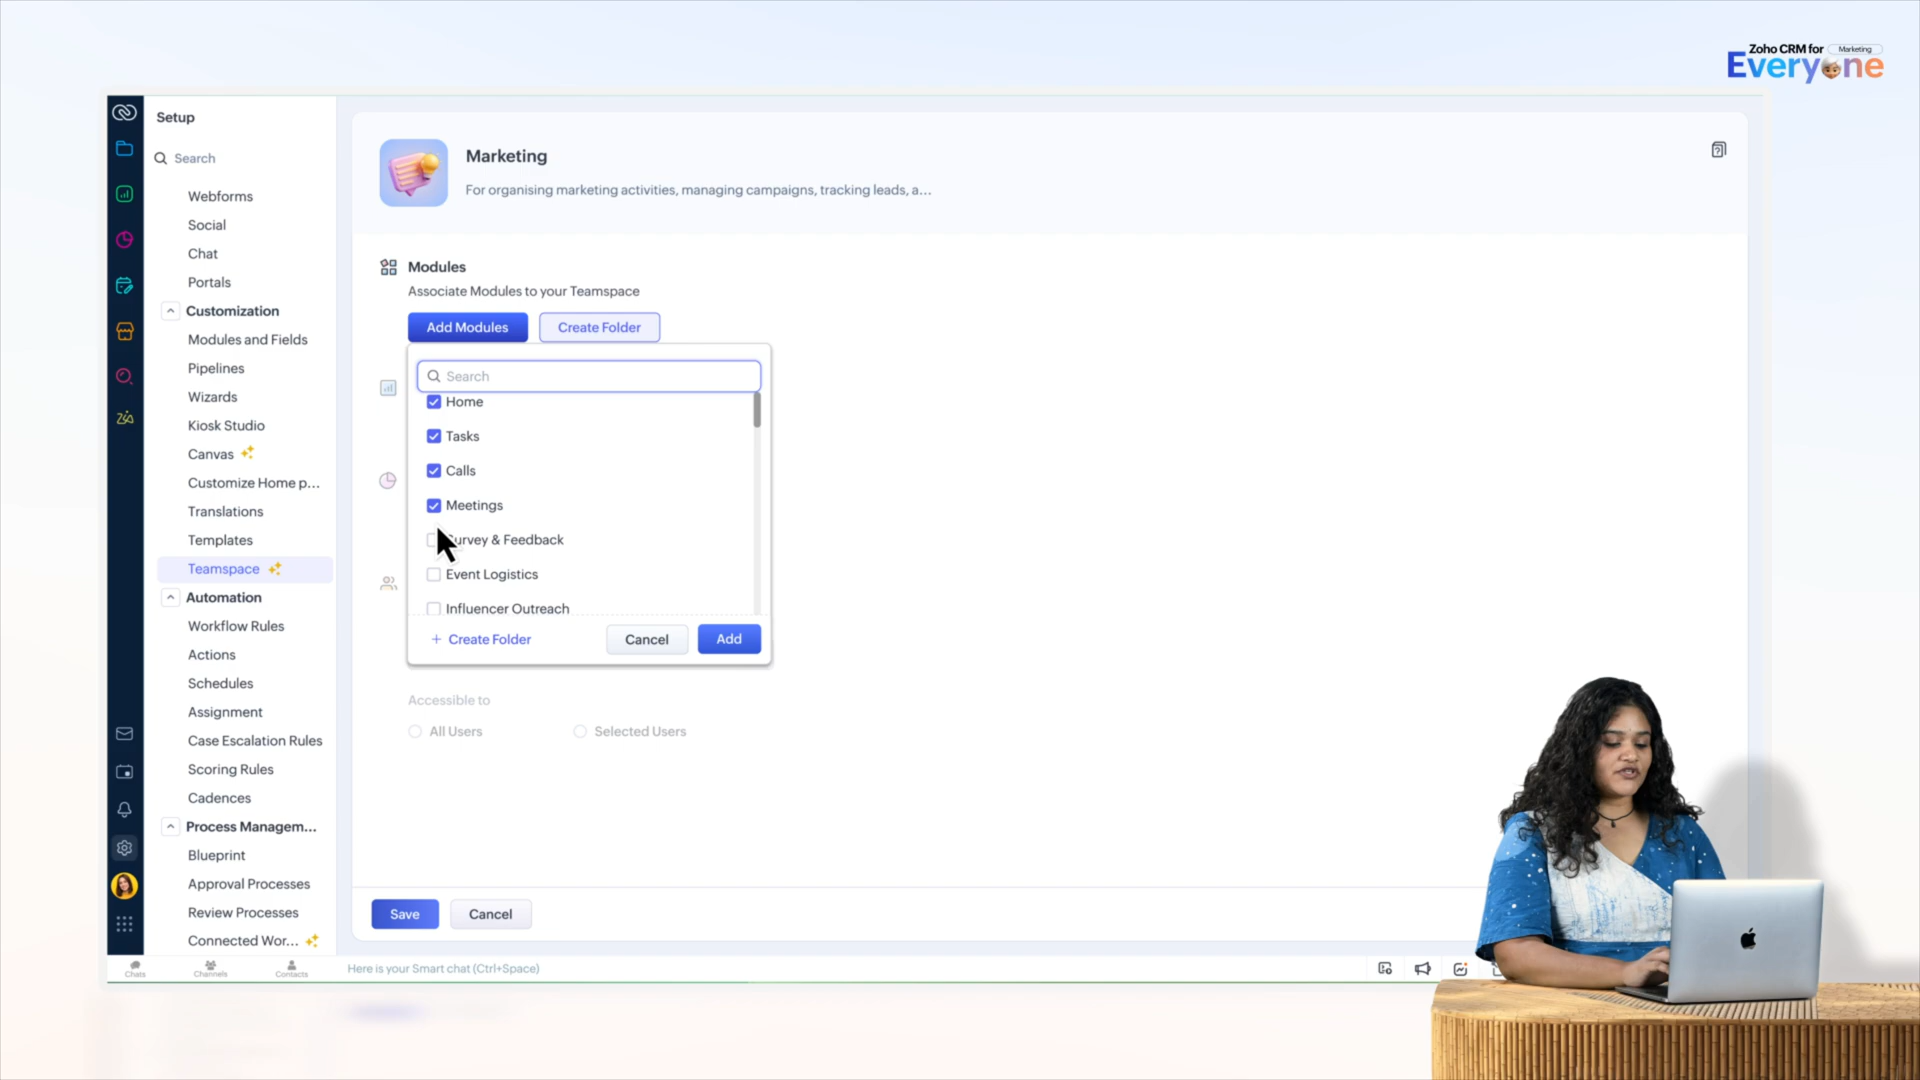 Zoho CRM for Marketing
Everyone
Setup
Search
Webforms
Social
Chat
Portals
Customization
Modules and Fields
Pipelines
Wizards
Kiosk Studio
Canvas
Customize Home p...
Translations
Templates
Teamspace
Automation
Workflow Rules
Actions
Schedules
Assignment
Case Escalation Rules
Scoring Rules
Cadences
Process Managem...
Blueprint
Approval Processes
Review Processes
Connected Wor...
Marketing
For organising marketing activities, managing campaigns, tracking leads, a...
Modules
Associate Modules to your Teamspace
Add Modules
Create Folder
Search
Home
Tasks
Calls
Meetings
Survey & Feedback
Event Logistics
Influencer Outreach
+ Create Folder
Cancel
Add
Accessible to
All Users
Selected Users
Save
Cancel
Chats
Channels
Contacts
Here is your Smart chat (Ctrl+Space)